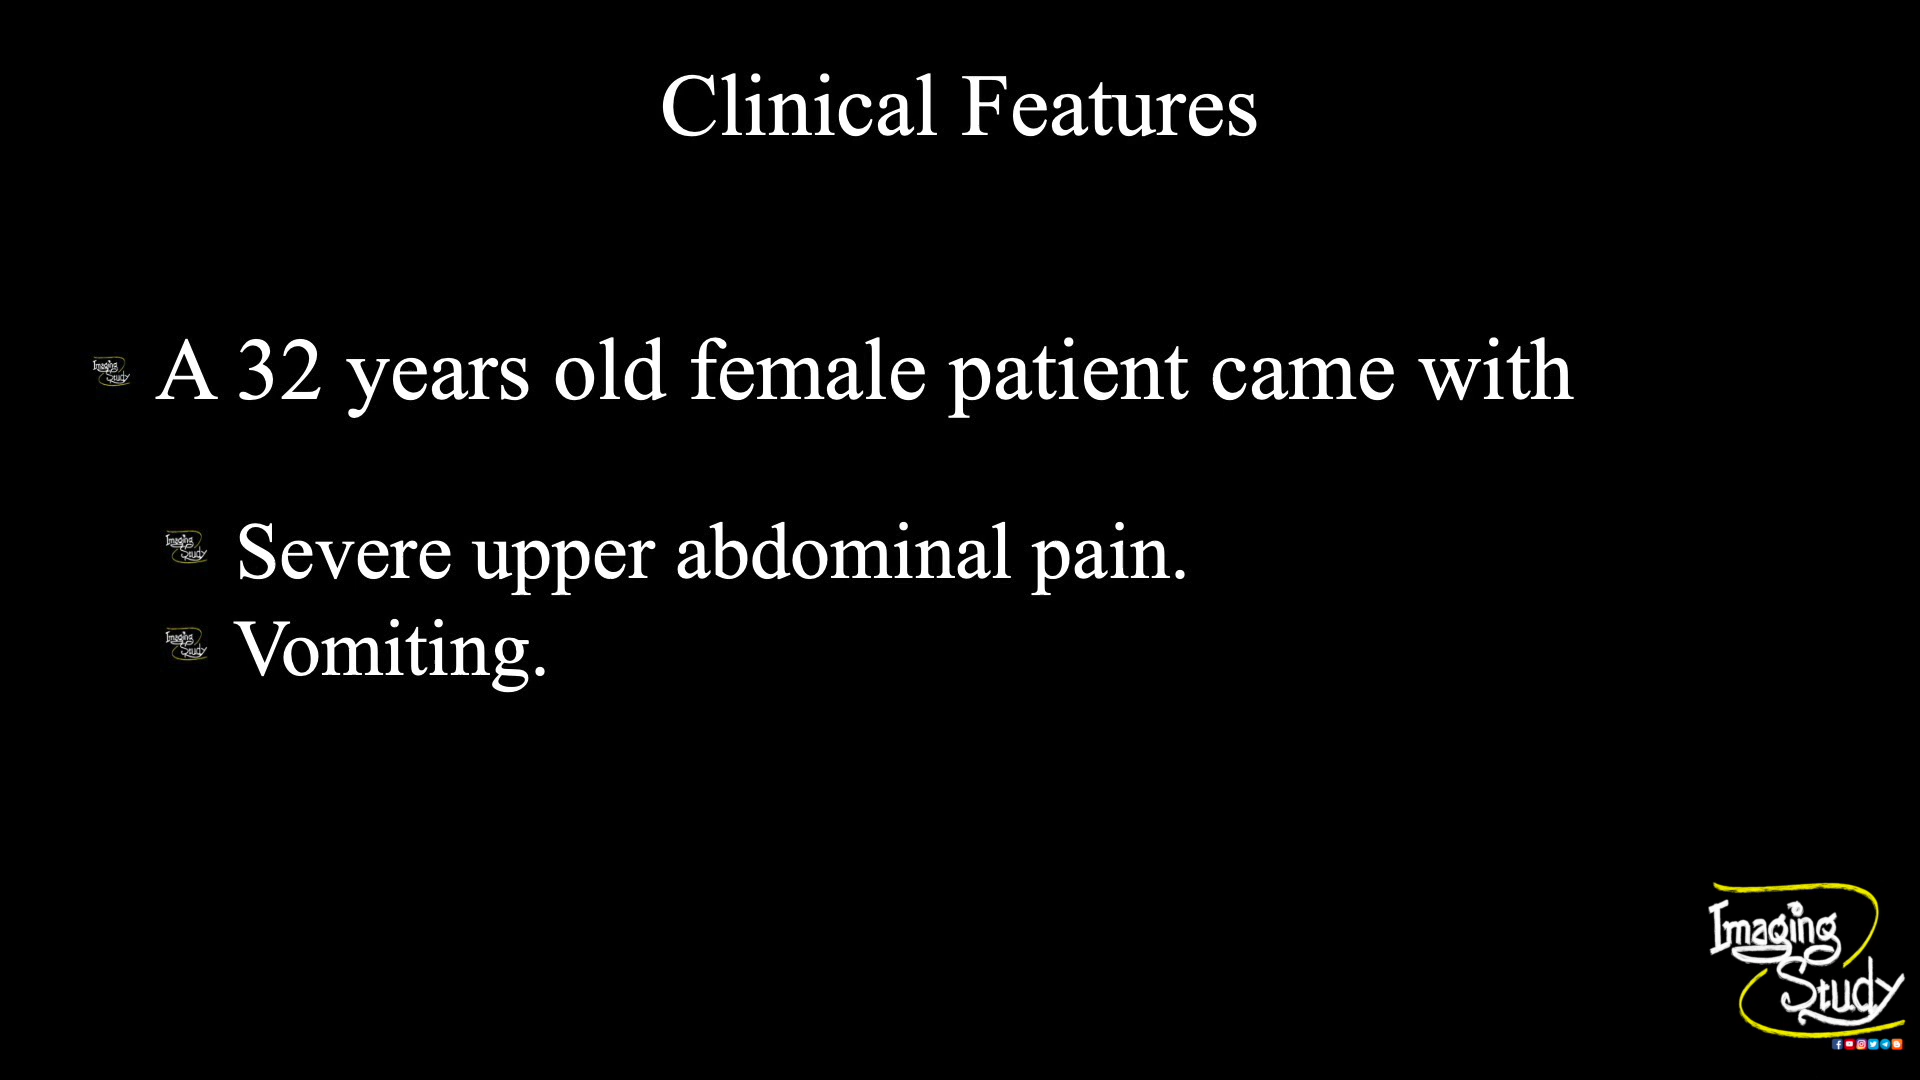 Clinical Features
A 32 years old female patient came with
Severe upper abdominal pain.
Vomiting.
Imaging
Study